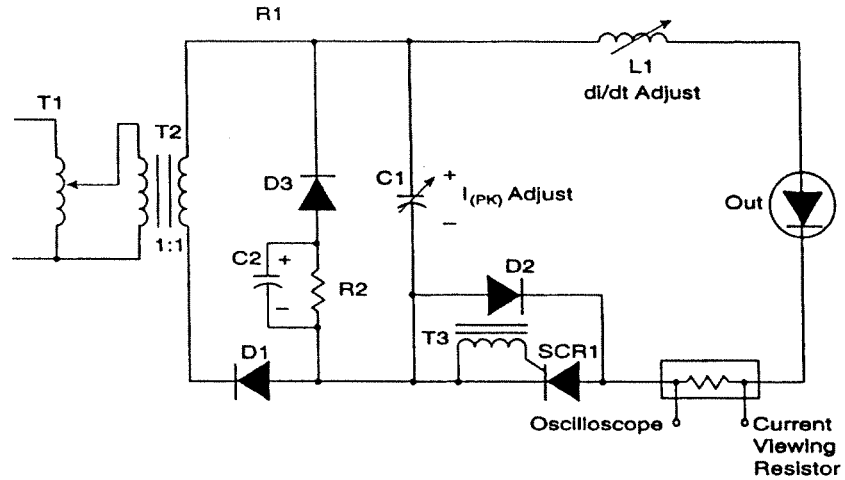 R1
L1
di/dt Adjust
T1
T2
D3
C1
+
I(PK) Adjust
–
Out
1:1
C2
+
–
R2
D2
T3
D1
SCR1
Oscilloscope
Current
Viewing
Resistor